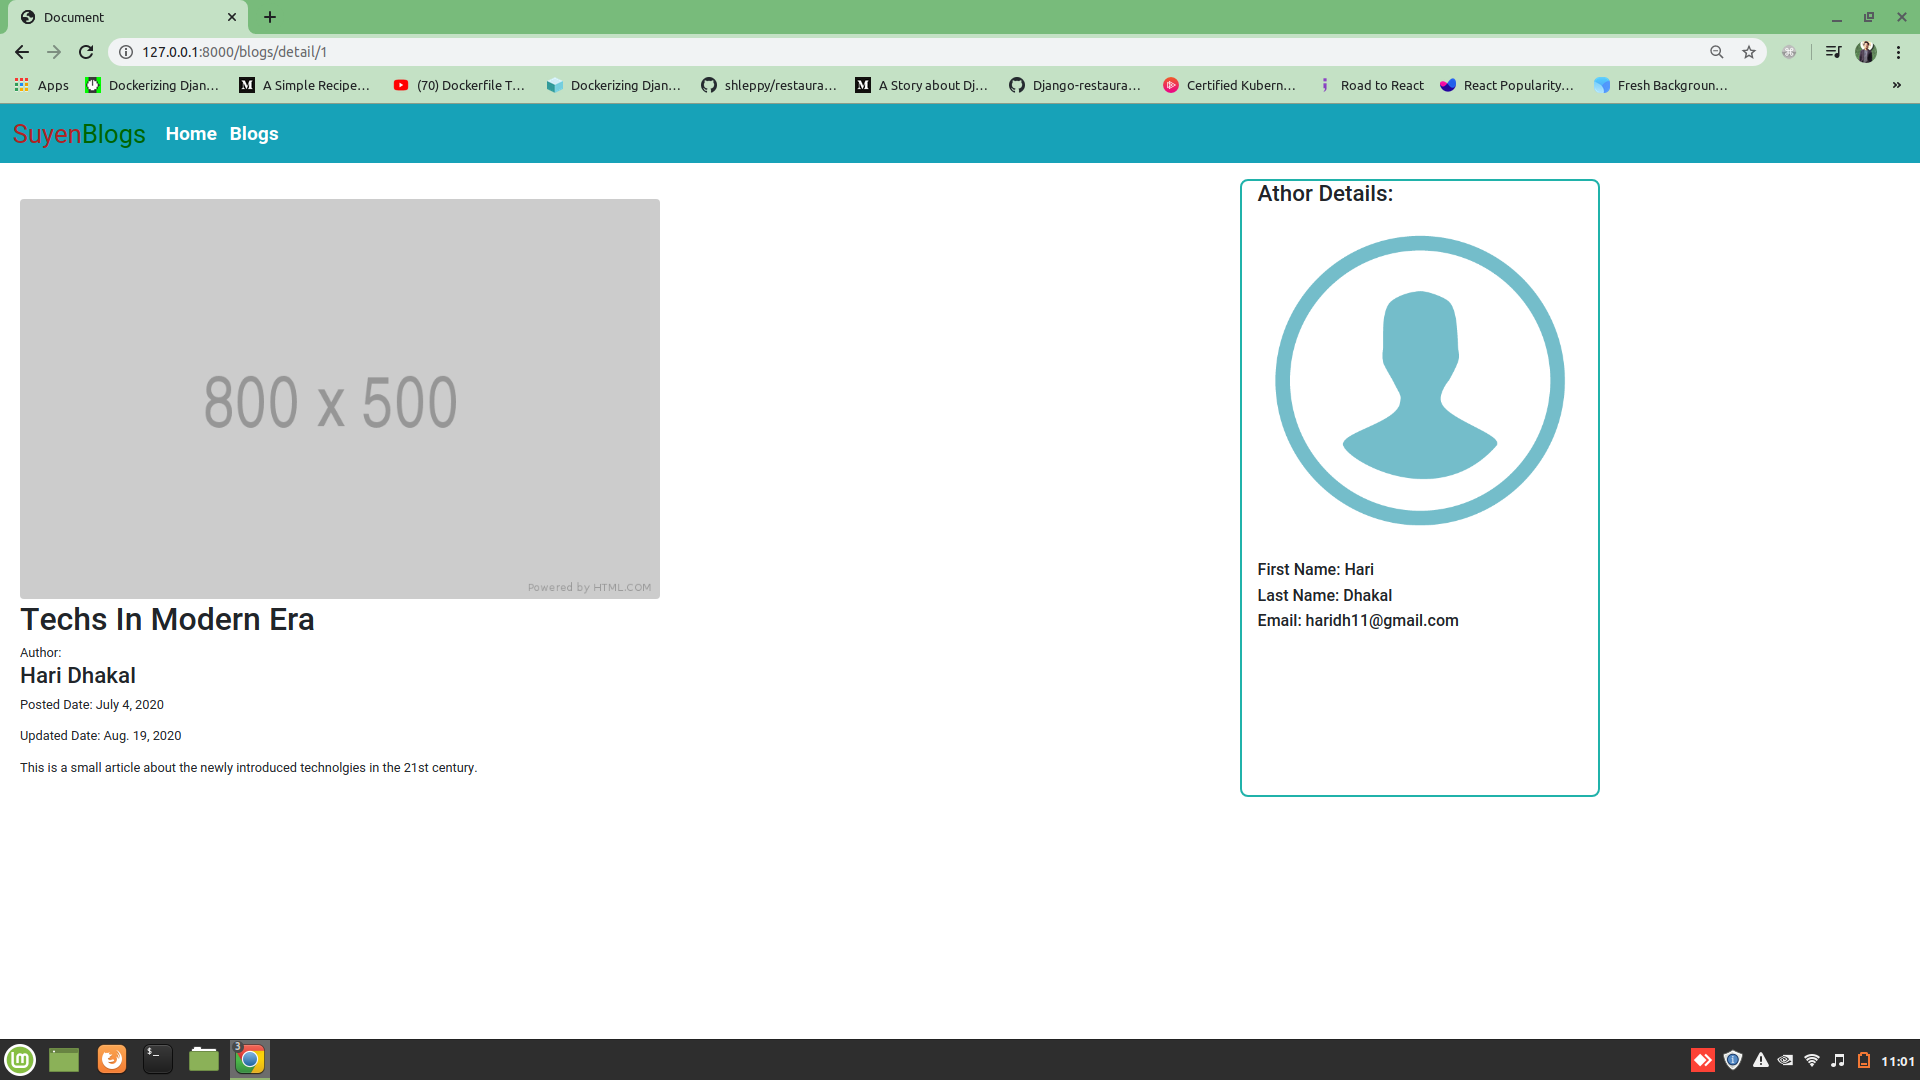 Document
127.0.0.1:8000/blogs/detail/1
Apps Dockerizing Djan... A Simple Recipe... (70) Dockerfile T... Dockerizing Djan... shleppy/restaura... A Story about Dj... Django-restaura... Certified Kubern... Road to React React Popularity... Fresh Backgroun... »
SuyenBlogs Home Blogs
800 x 500
Powered by HTML.COM
Techs In Modern Era
Author:
Hari Dhakal
Posted Date: July 4, 2020
Updated Date: Aug. 19, 2020
This is a small article about the newly introduced technolgies in the 21st century.
Athor Details:
First Name: Hari
Last Name: Dhakal
Email: haridh11@gmail.com
3
$_
11:01